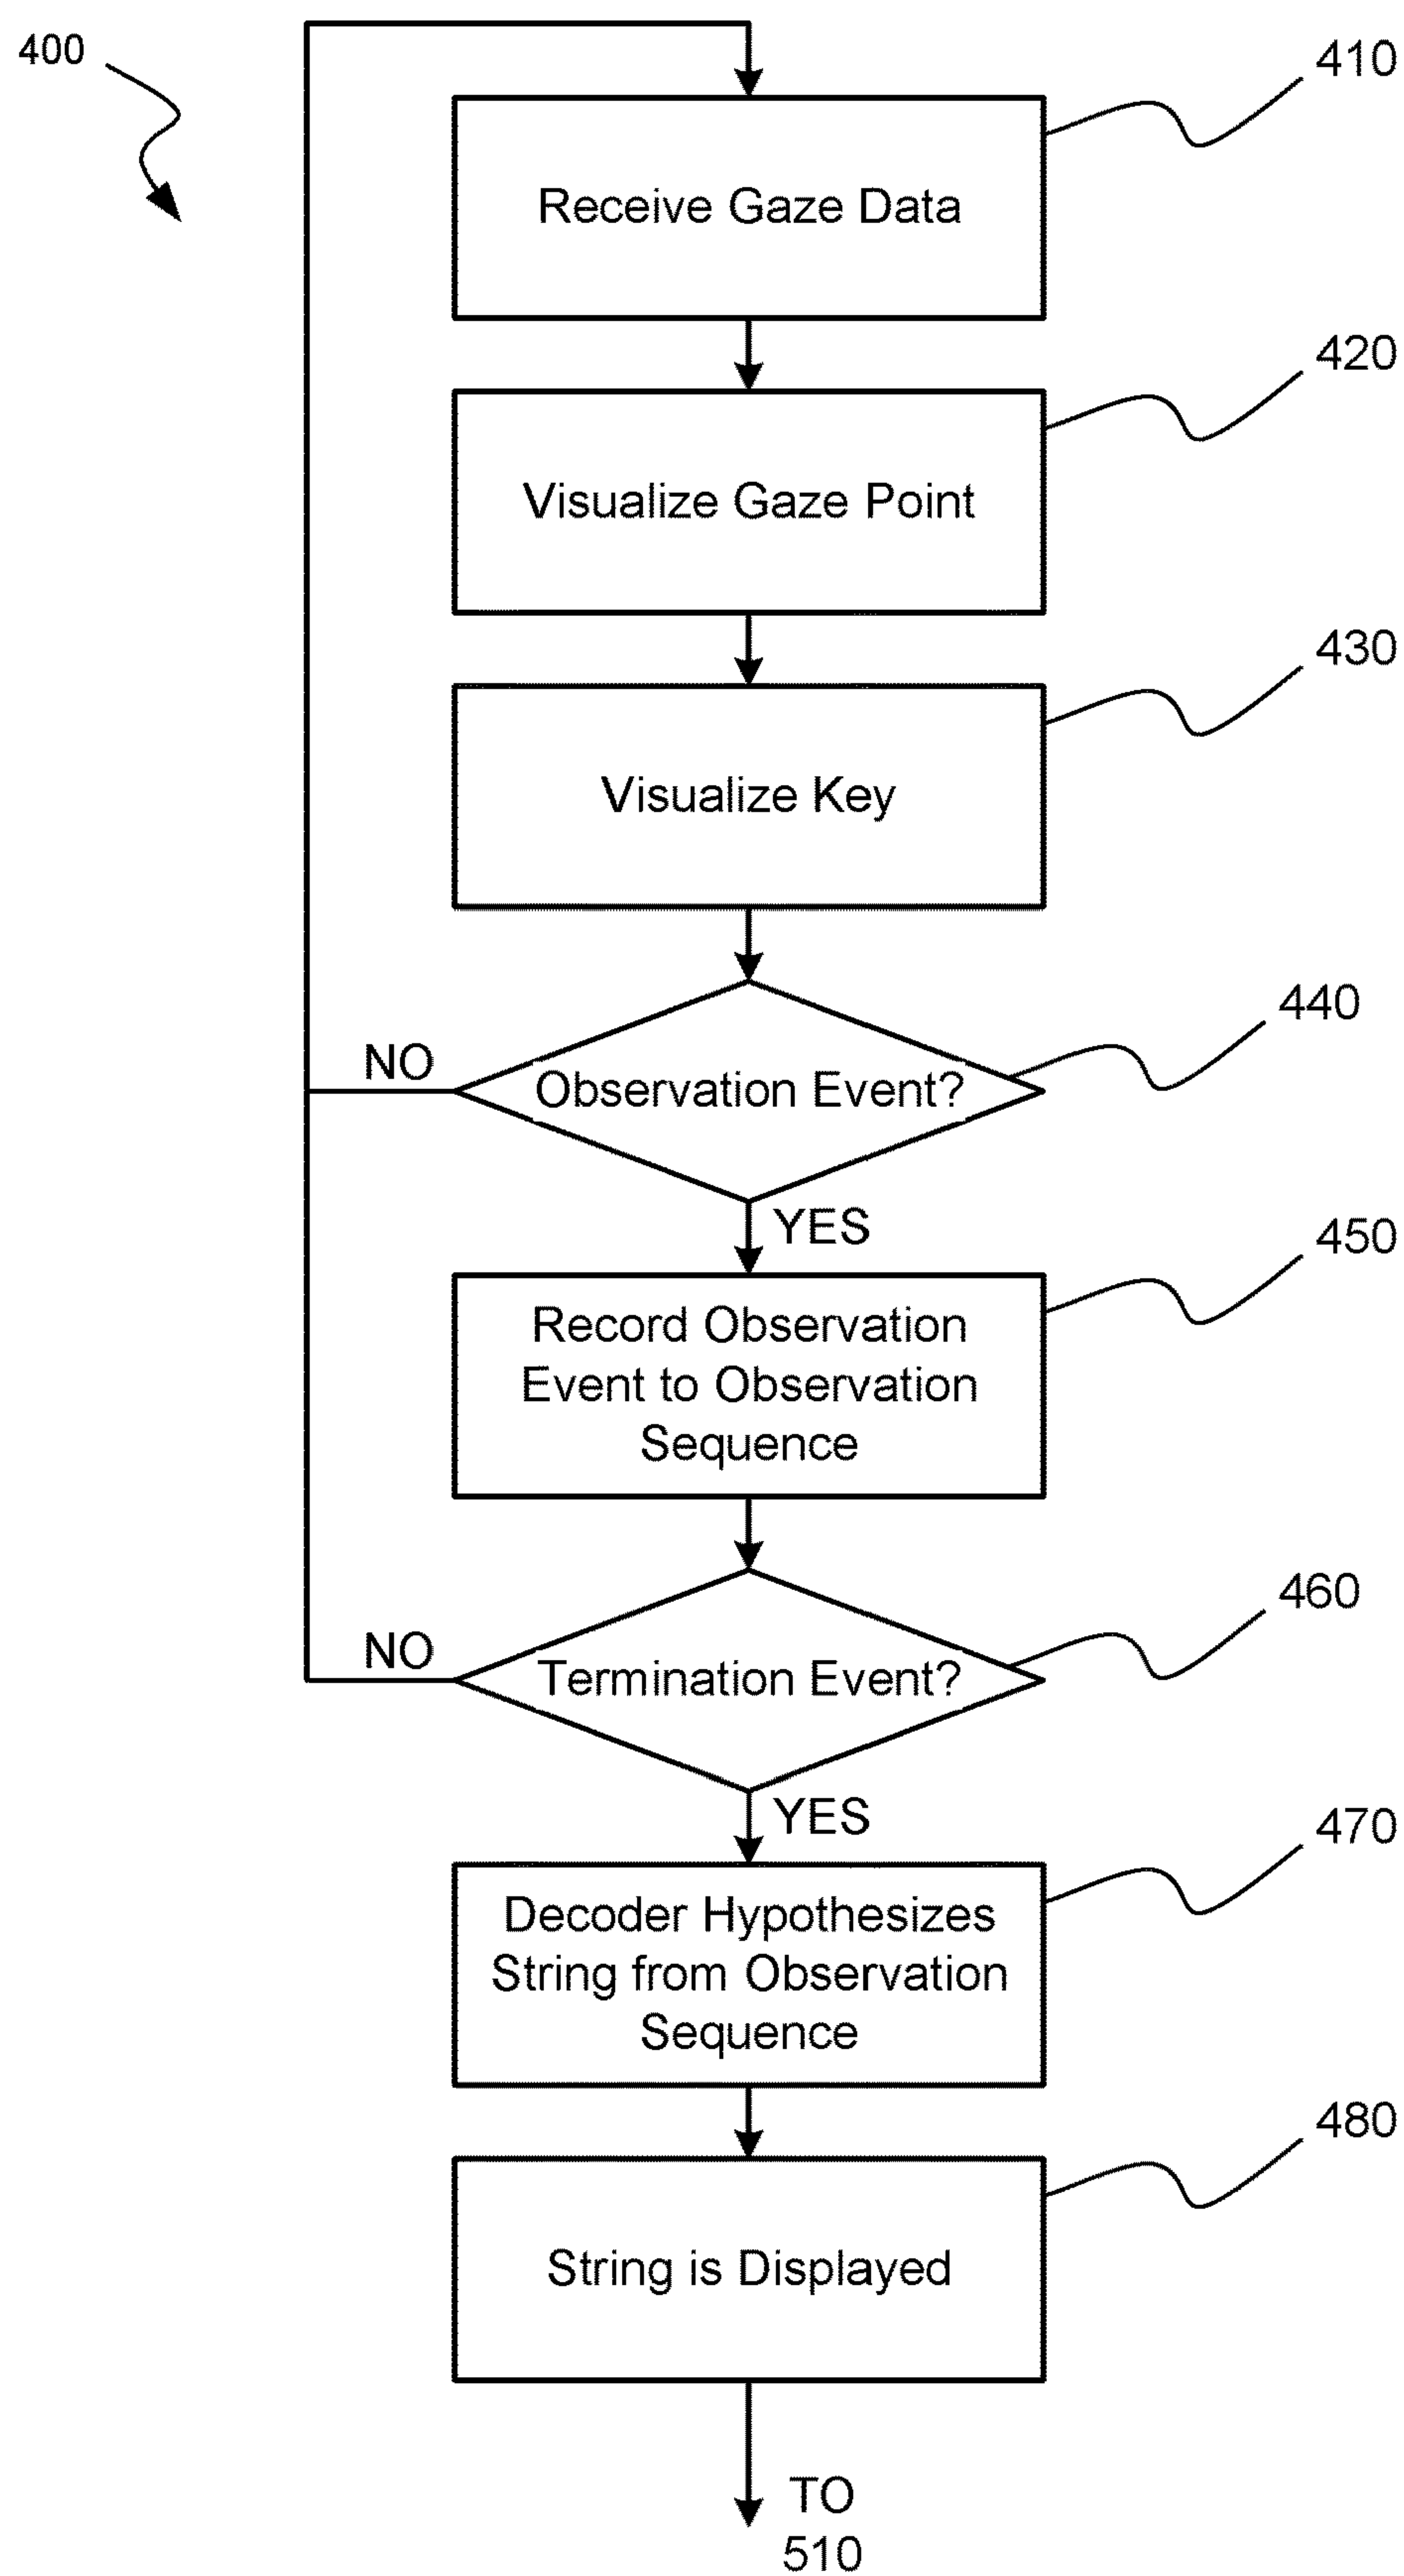 400
410
Receive Gaze Data
420
Visualize Gaze Point
430
Visualize Key
440
NO
Observation Event?
YES
450
Record Observation
Event to Observation
Sequence
460
NO
Termination Event?
YES
470
Decoder Hypothesizes
String from Observation
Sequence
480
String is Displayed
TO
510